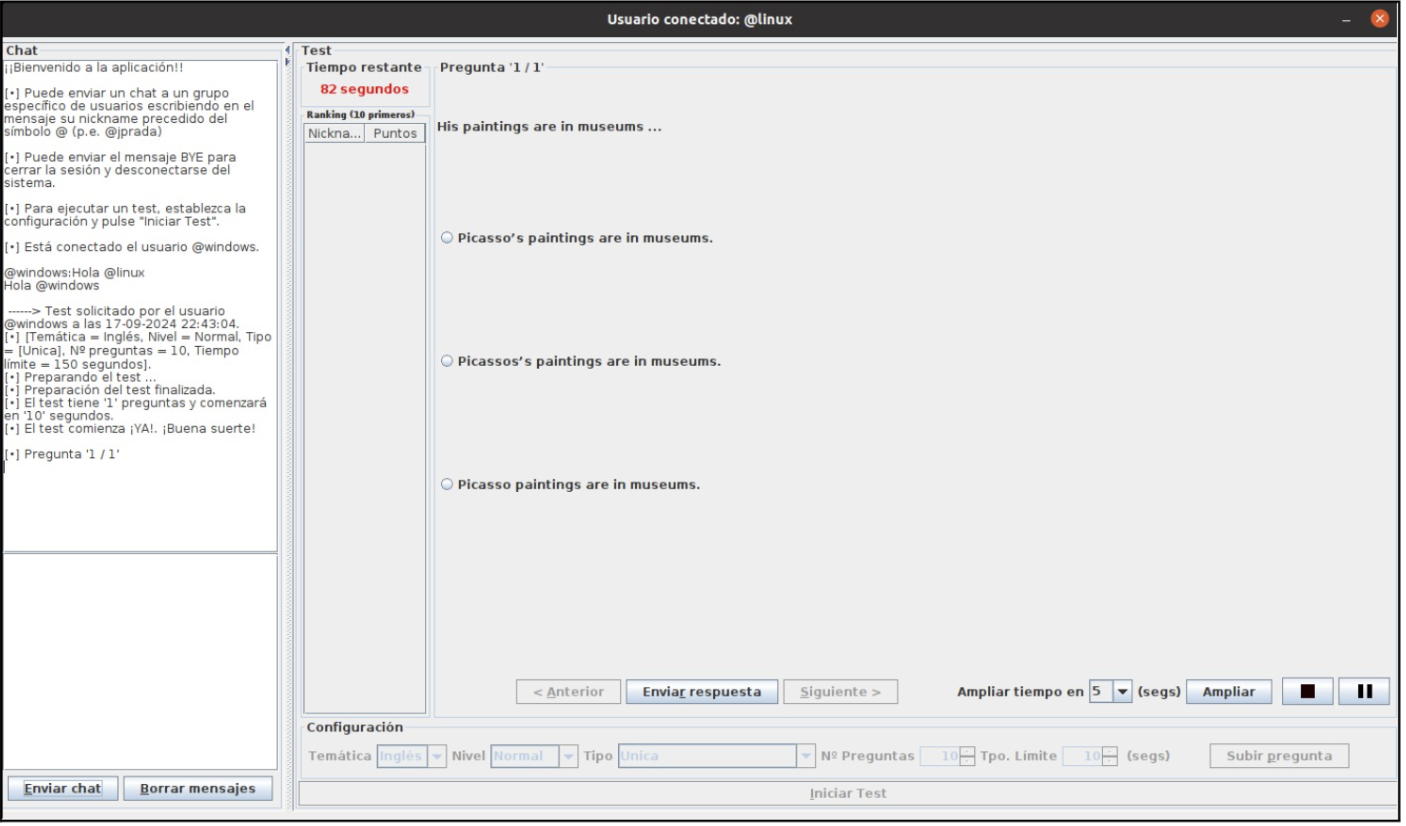 Usuario conectado: @linux
Chat
¡¡Bienvenido a la aplicación!!
[•] Puede enviar un chat a un grupo
específico de usuarios escribiendo en el
mensaje su nickname precedido del
símbolo @ (p.e. @jprada)
[•] Puede enviar el mensaje BYE para
cerrar la sesión y desconectarse del
sistema.
[•] Para ejecutar un test, establezca la
configuración y pulse "Iniciar Test".
[•] Está conectado el usuario @windows.
@windows:Hola @linux
Hola @windows
------> Test solicitado por el usuario
@windows a las 17-09-2024 22:43:04.
[•] [Temática = Inglés, Nivel = Normal, Tipo
= [Unica], Nº preguntas = 10, Tiempo
límite = 150 segundos].
[•] Preparando el test ...
[•] Preparación del test finalizada.
[•] El test tiene '1' preguntas y comenzará
en '10' segundos.
[•] El test comienza ¡YA!. ¡Buena suerte!
[•] Pregunta '1 / 1'
Enviar chat
Borrar mensajes
Test
Tiempo restante
82 segundos
Ranking (10 primeros)
Nickna... Puntos
Pregunta '1 / 1'
His paintings are in museums ...
Picasso’s paintings are in museums.
Picassos’s paintings are in museums.
Picasso paintings are in museums.
< Anterior Enviar respuesta Siguiente > Ampliar tiempo en 5 (segs) Ampliar
Configuración
Temática Inglés Nivel Normal Tipo Unica Nº Preguntas 10 Tpo. Límite 10 (segs) Subir pregunta
Iniciar Test